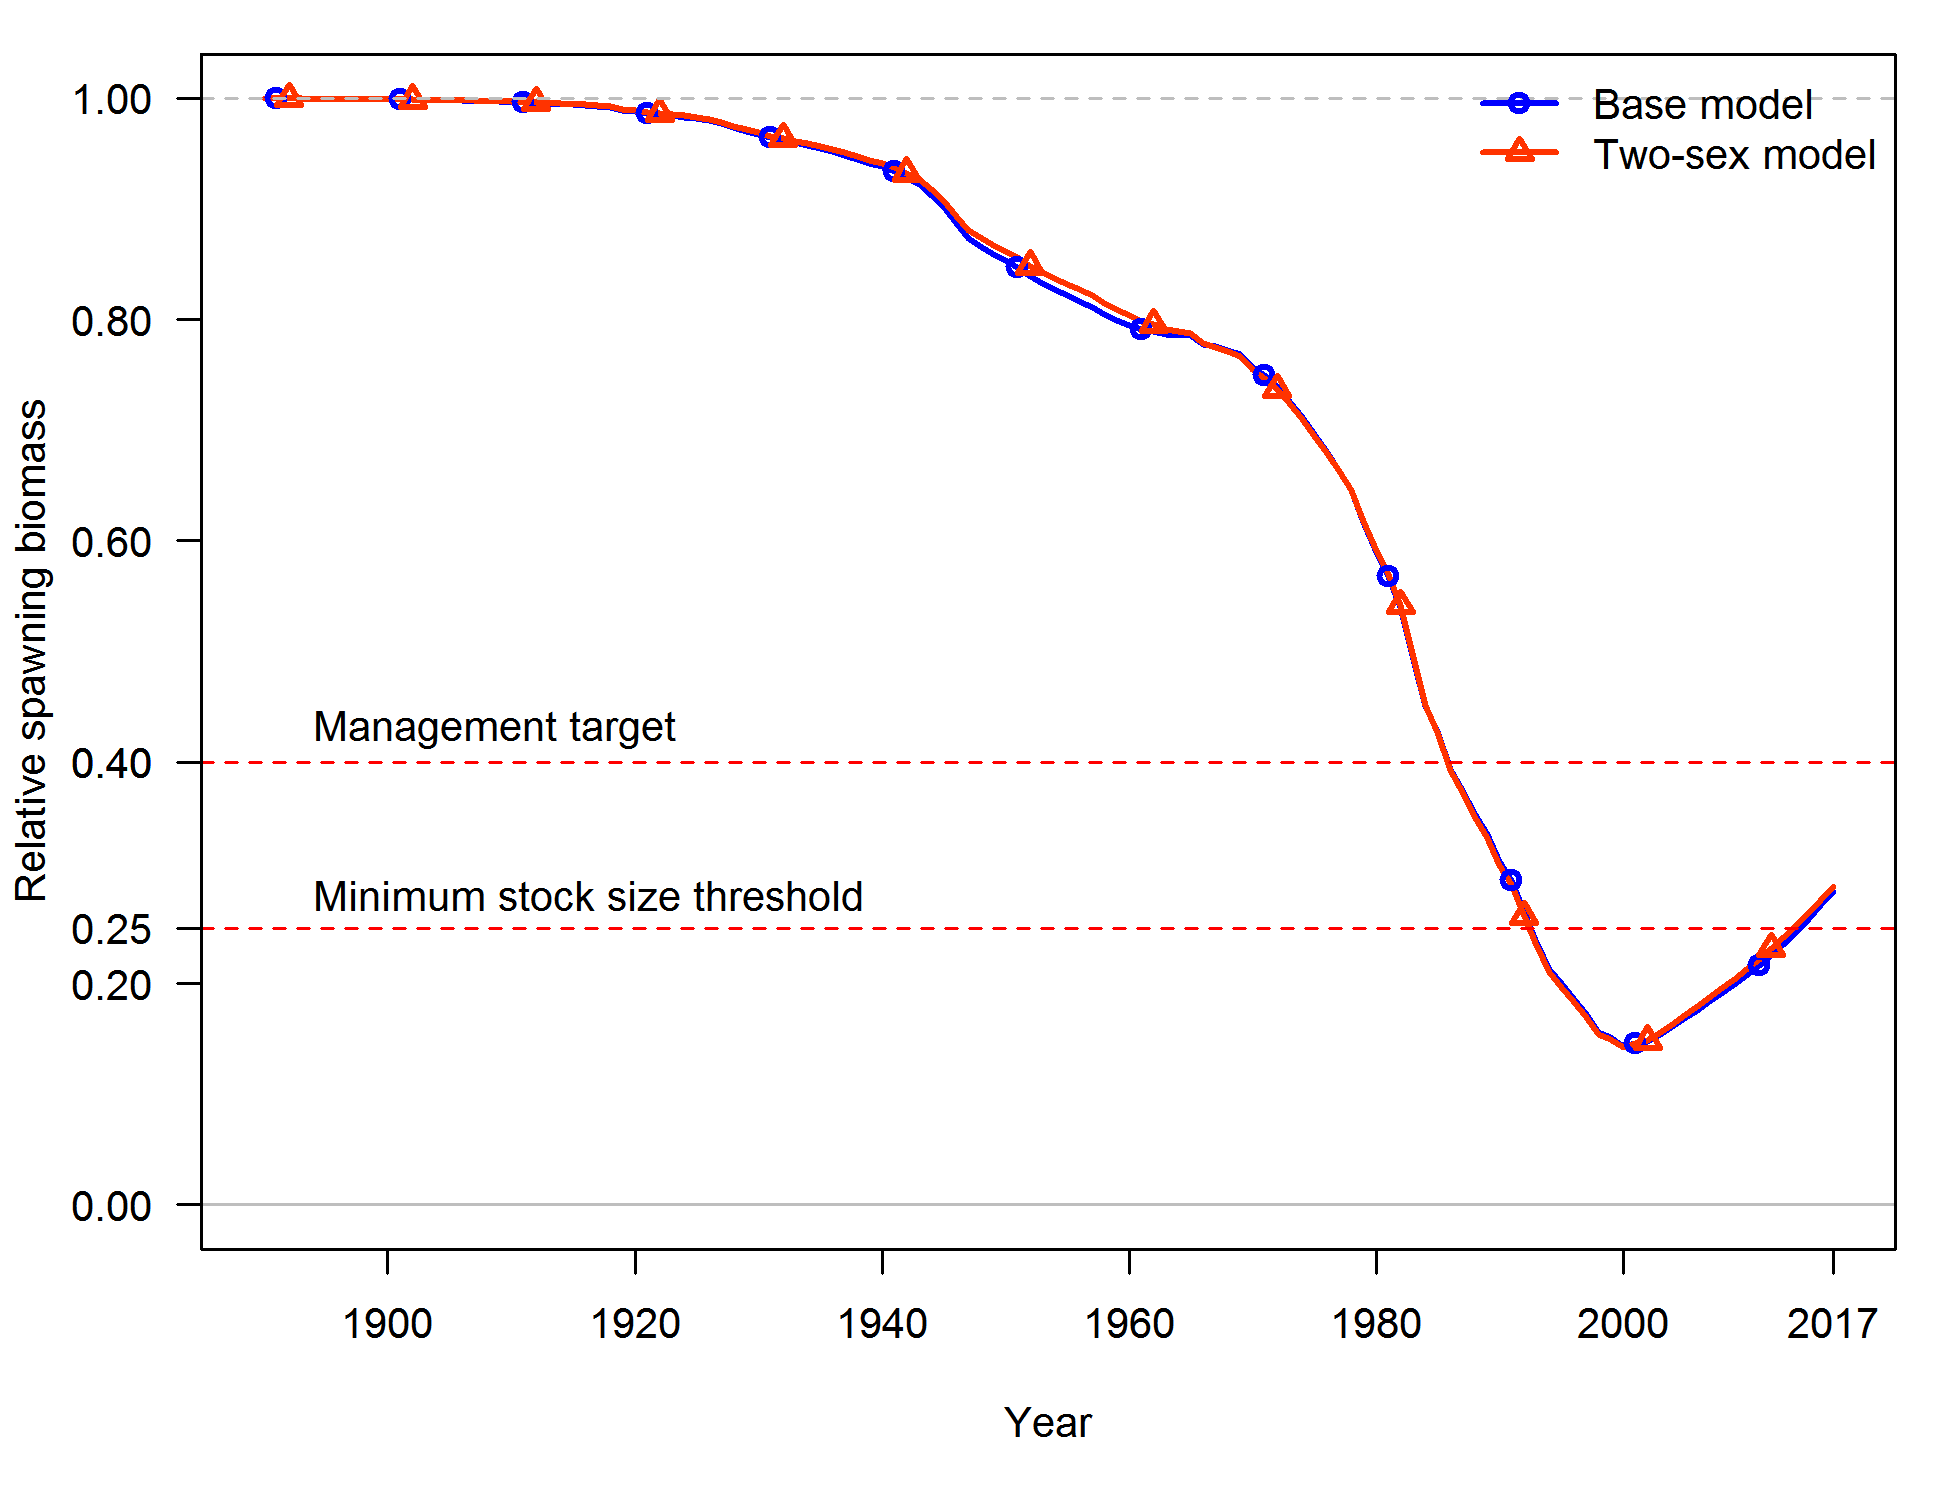 Base model
Two-sex model
Relative spawning biomass
1.00
0.80
0.60
0.40
0.25
0.20
0.00
Management target
Minimum stock size threshold
1900
1920
1940
1960
1980
2000
2017
Year